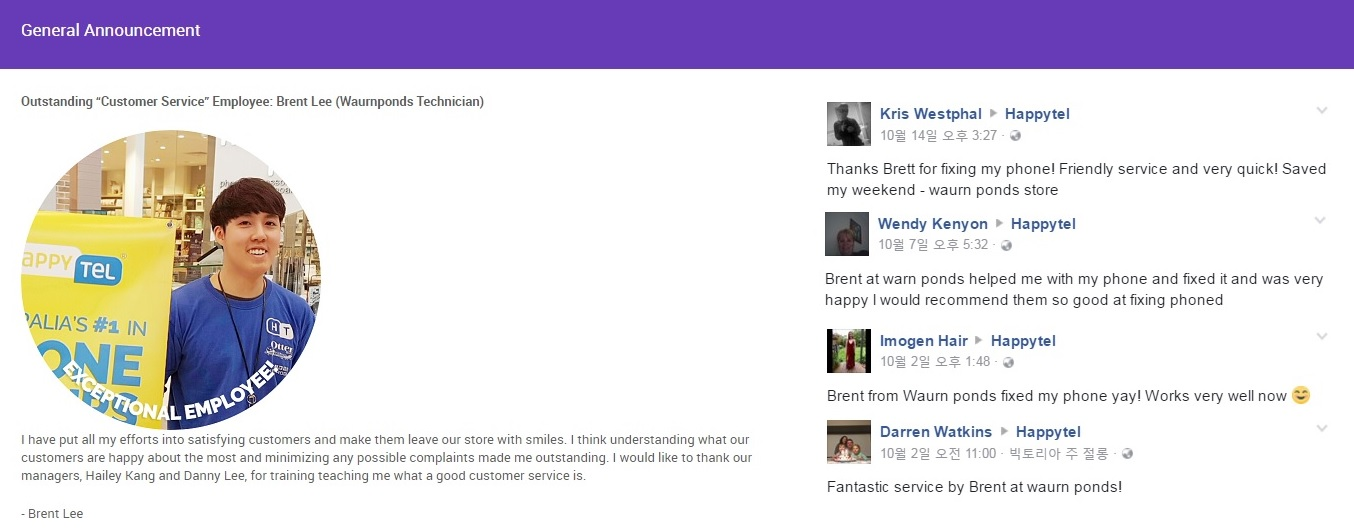 General Announcement
Outstanding “Customer Service” Employee: Brent Lee (Waurnponds Technician)
APPY TEL
RALIA'S #1 IN
ONE
EXCEPTIONAL EMPLOYEE!
H T
Otter
I have put all my efforts into satisfying customers and make them leave our store with smiles. I think understanding what our
customers are happy about the most and minimizing any possible complaints made me outstanding. I would like to thank our
managers, Hailey Kang and Danny Lee, for training teaching me what a good customer service is.
- Brent Lee
Kris Westphal Happytel
10월 14일 오후 3:27 ·
Thanks Brett for fixing my phone! Friendly service and very quick! Saved
my weekend - waurn ponds store
Wendy Kenyon Happytel
10월 7일 오후 5:32 ·
Brent at warn ponds helped me with my phone and fixed it and was very
happy I would recommend them so good at fixing phoned
Imogen Hair Happytel
10월 2일 오후 1:48 ·
Brent from Waurn ponds fixed my phone yay! Works very well now 😄
Darren Watkins Happytel
10월 2일 오전 11:00 · 빅토리아 주 절롱 ·
Fantastic service by Brent at waurn ponds!